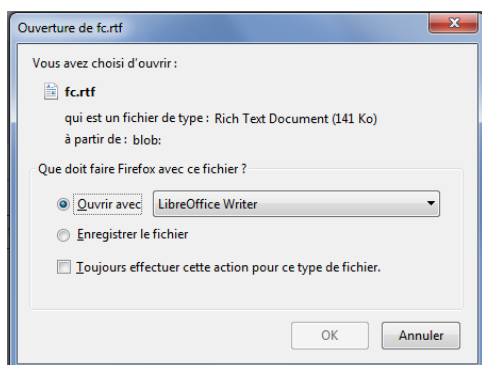 Ouverture de fc.rtf
Vous avez choisi d'ouvrir :
fc.rtf
qui est un fichier de type : Rich Text Document (141 Ko)
à partir de : blob:
Que doit faire Firefox avec ce fichier ?
Ouvrir avec LibreOffice Writer
Enregistrer le fichier
Toujours effectuer cette action pour ce type de fichier.
OK Annuler